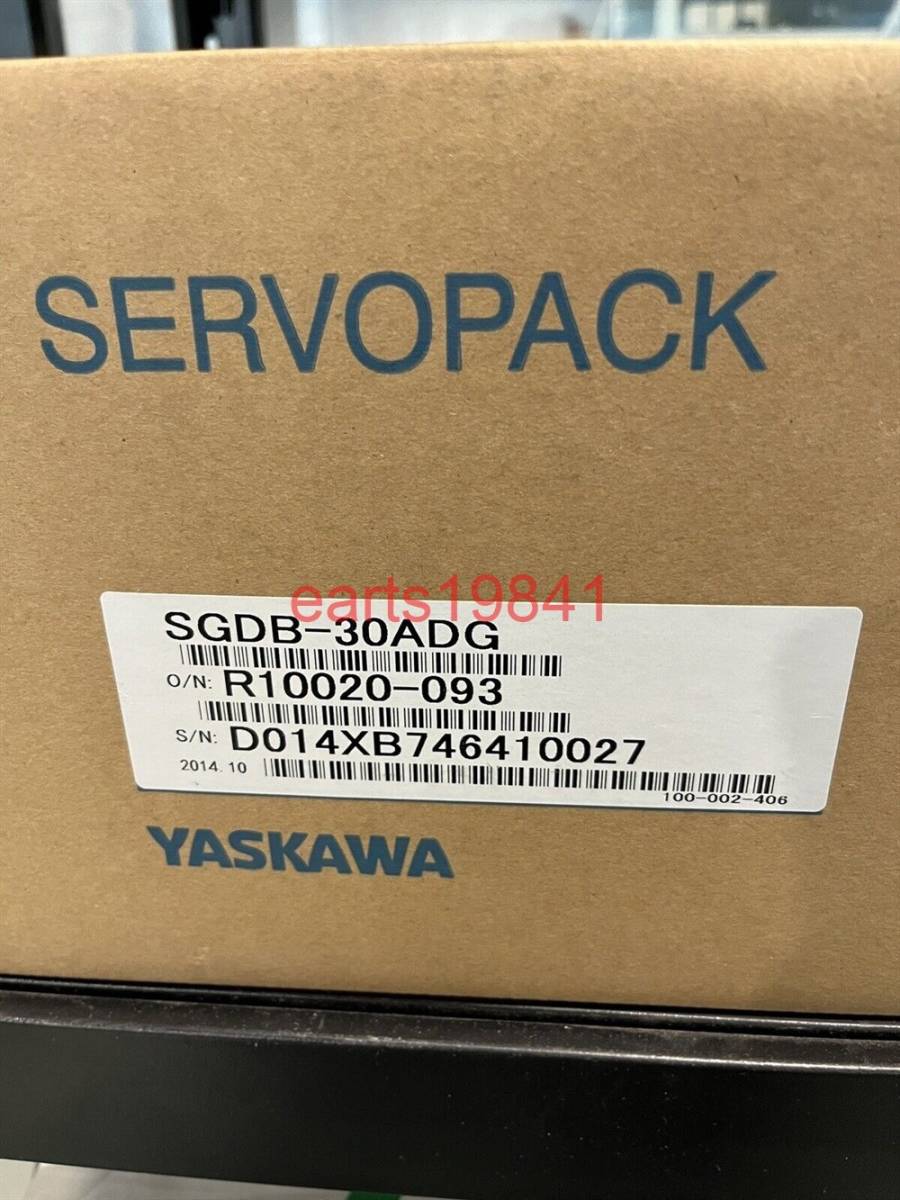 SERVOPACK
earts19841
SGDB-30ADG
O/N: R10020-093
S/N: D014XB746410027
2014.10
100-002-406
YASKAWA